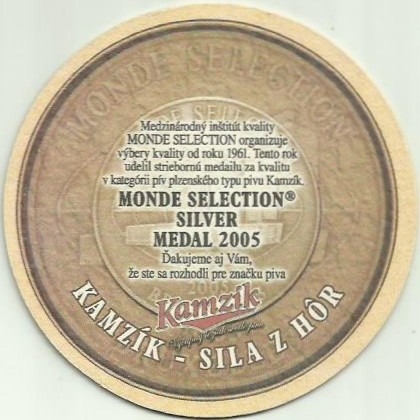 MONDE SELECTION
Medzinárodný inštitút kvality
MONDE SELECTION organizuje
výbery kvality od roku 1961. Tento rok
udelil striebornú medailu za kvalitu
v kategórii pív plzenského typu pivu Kamzík.
MONDE SELECTION®
SILVER
MEDAL 2005
Ďakujeme aj Vám,
že ste sa rozhodli pre značku piva
2005
Kamzík
KAMZÍK - SILA Z HÔR